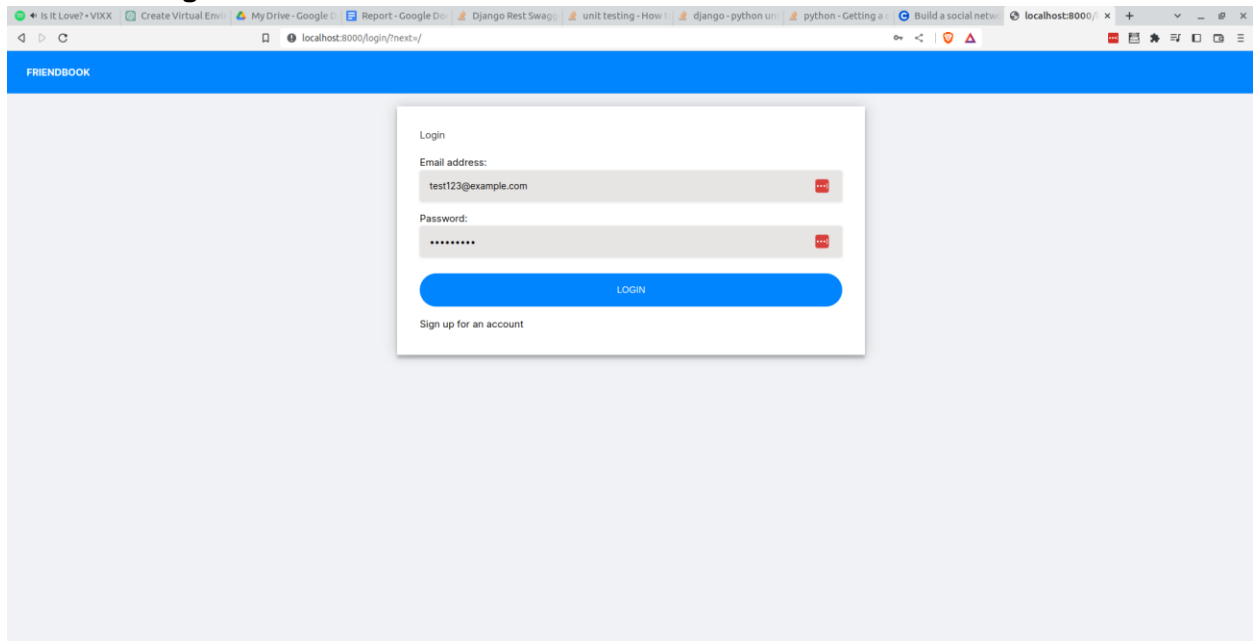 Is It Love? • VIXX
Create Virtual Envi
My Drive - Google D
Report - Google Do
Django Rest Swagg
unit testing - How t
django - python un
python - Getting a
Build a social netw
localhost:8000/
localhost:8000/login/?next=/
FRIENDBOOK
Login
Email address:
test123@example.com
Password:
•••••••••
LOGIN
Sign up for an account